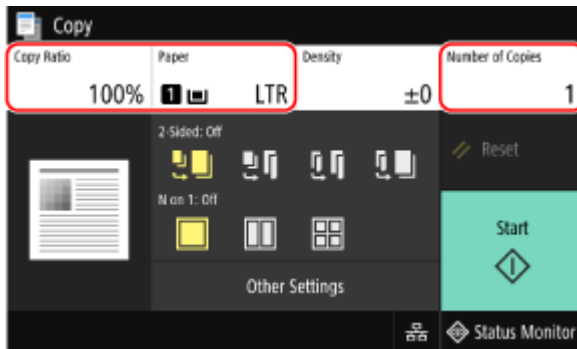 Copy
Copy Ratio
100%
Paper
1 LTR
Density
±0
Number of Copies
1
2-Sided: Off
N on 1: Off
Other Settings
Reset
Start
Status Monitor